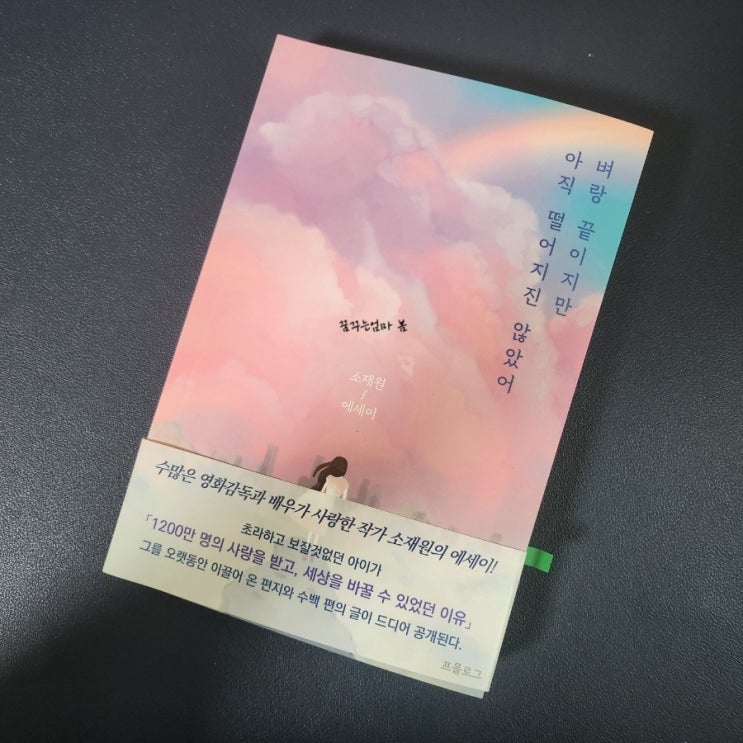 벼랑 끝이지만
아직 떨어지진 않았어
꿈꾸는엄마 봄
소재원
/
에세이
수많은 영화감독과 배우가 사랑한 작가 소재원의 에세이!
초라하고 보잘것없던 아이가
「1200만 명의 사랑을 받고, 세상을 바꿀 수 있었던 이유」
그를 오랫동안 이끌어 온 편지와 수백 편의 글이 드디어 공개된다.
프롤로그